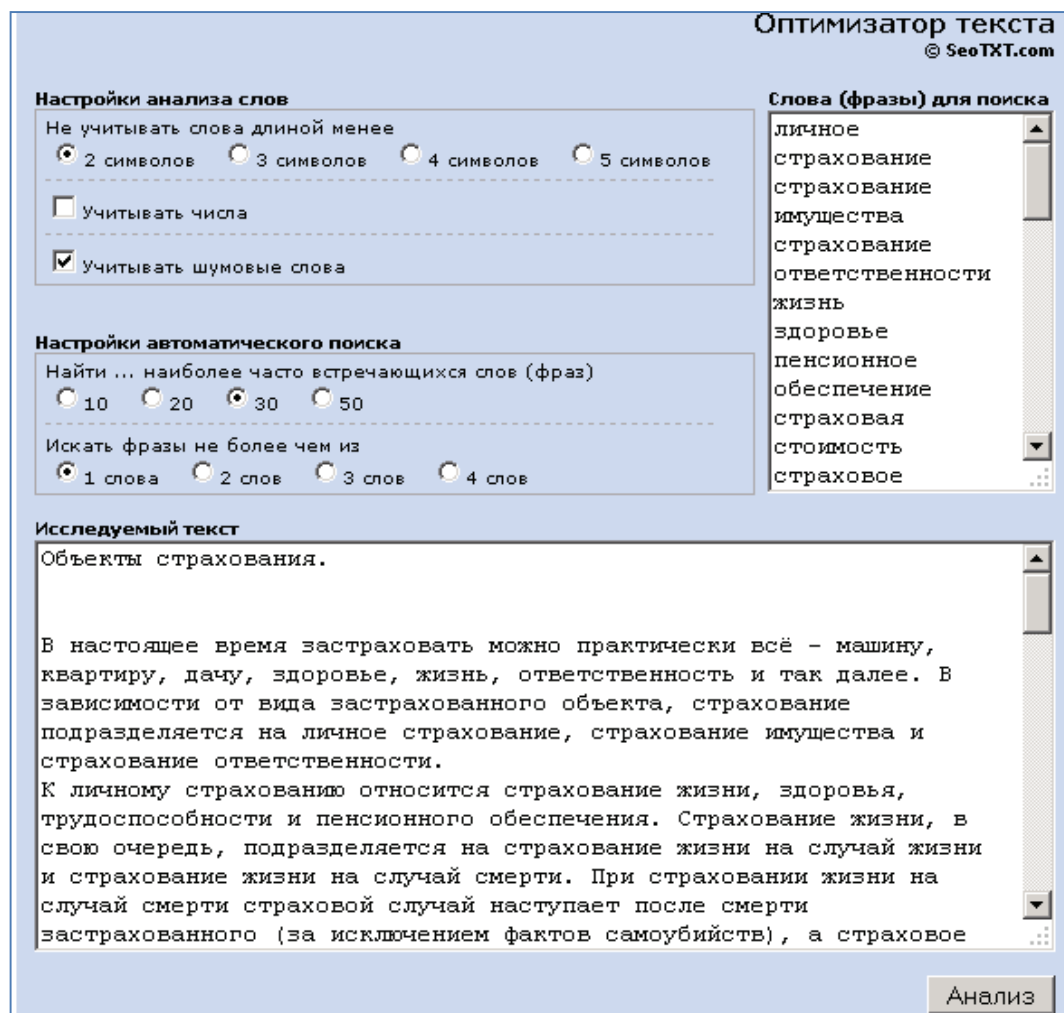 Оптимизатор текста
© SeoTXT.com
Настройки анализа слов
Не учитывать слова длиной менее
2 символов 3 символов 4 символов 5 символов
Учитывать числа
Учитывать шумовые слова
Настройки автоматического поиска
Найти ... наиболее часто встречающихся слов (фраз)
10 20 30 50
Искать фразы не более чем из
1 слова 2 слов 3 слов 4 слов
Слова (фразы) для поиска
личное
страхование
страхование
имущества
страхование
ответственности
жизнь
здоровье
пенсионное
обеспечение
страховая
стоимость
страховое
Исследуемый текст
Объекты страхования.
В настоящее время застраховать можно практически всё – машину,
квартиру, дачу, здоровье, жизнь, ответственность и так далее. В
зависимости от вида застрахованного объекта, страхование
подразделяется на личное страхование, страхование имущества и
страхование ответственности.
К личному страхованию относится страхование жизни, здоровья,
трудоспособности и пенсионного обеспечения. Страхование жизни, в
свою очередь, подразделяется на страхование жизни на случай жизни
и страхование жизни на случай смерти. При страховании жизни на
случай смерти страховой случай наступает после смерти
застрахованного (за исключением фактов самоубийств), а страховое
Анализ